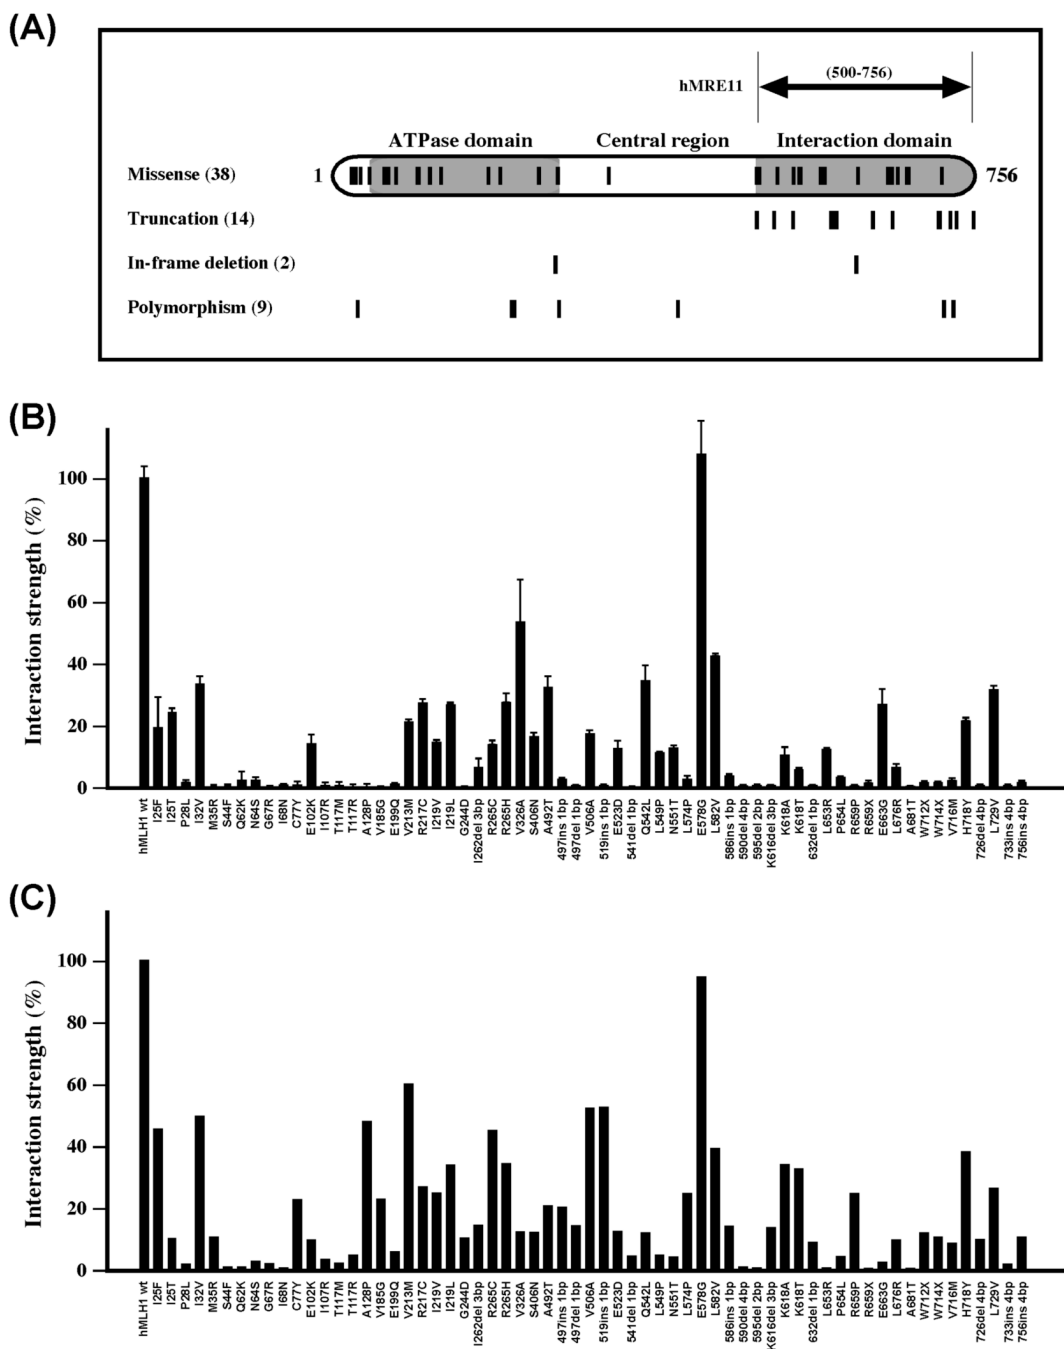 (A)
(500-756)
hMRE11
ATPase domain Central region Interaction domain
Missense (38) 1 756
Truncation (14)
In-frame deletion (2)
Polymorphism (9)
(B)
Interaction strength (%)
100
80
60
40
20
0
hMLH1 wt
I25F
I25T
P28L
I32V
M35R
S44F
Q62K
N64S
G67R
I68N
C77Y
E102K
I107R
T117M
T117R
A128P
V185G
E199Q
V213M
R217C
I219V
I219L
G244D
I262del 3bp
R265C
R265H
V326A
S406N
A492T
497ins 1bp
497del 1bp
V506A
519ins 1bp
E523D
541del 1bp
Q542L
L549P
N551T
L574P
E578G
L582V
586ins 1bp
590del 4bp
595del 2bp
K616del 3bp
K618A
K618T
632del 1bp
L653R
P654L
R659P
R659X
E663G
L676R
A681T
W712X
W714X
V716M
H718Y
726del 4bp
L729V
733ins 4bp
756ins 4bp
(C)
Interaction strength (%)
100
80
60
40
20
0
hMLH1 wt
I25F
I25T
P28L
I32V
M35R
S44F
Q62K
N64S
G67R
I68N
C77Y
E102K
I107R
T117M
T117R
A128P
V185G
E199Q
V213M
R217C
I219V
I219L
G244D
I262del 3bp
R265C
R265H
V326A
S406N
A492T
497ins 1bp
497del 1bp
V506A
519ins 1bp
E523D
541del 1bp
Q542L
L549P
N551T
L574P
E578G
L582V
586ins 1bp
590del 4bp
595del 2bp
K616del 3bp
K618A
K618T
632del 1bp
L653R
P654L
R659P
R659X
E663G
L676R
A681T
W712X
W714X
V716M
H718Y
726del 4bp
L729V
733ins 4bp
756ins 4bp